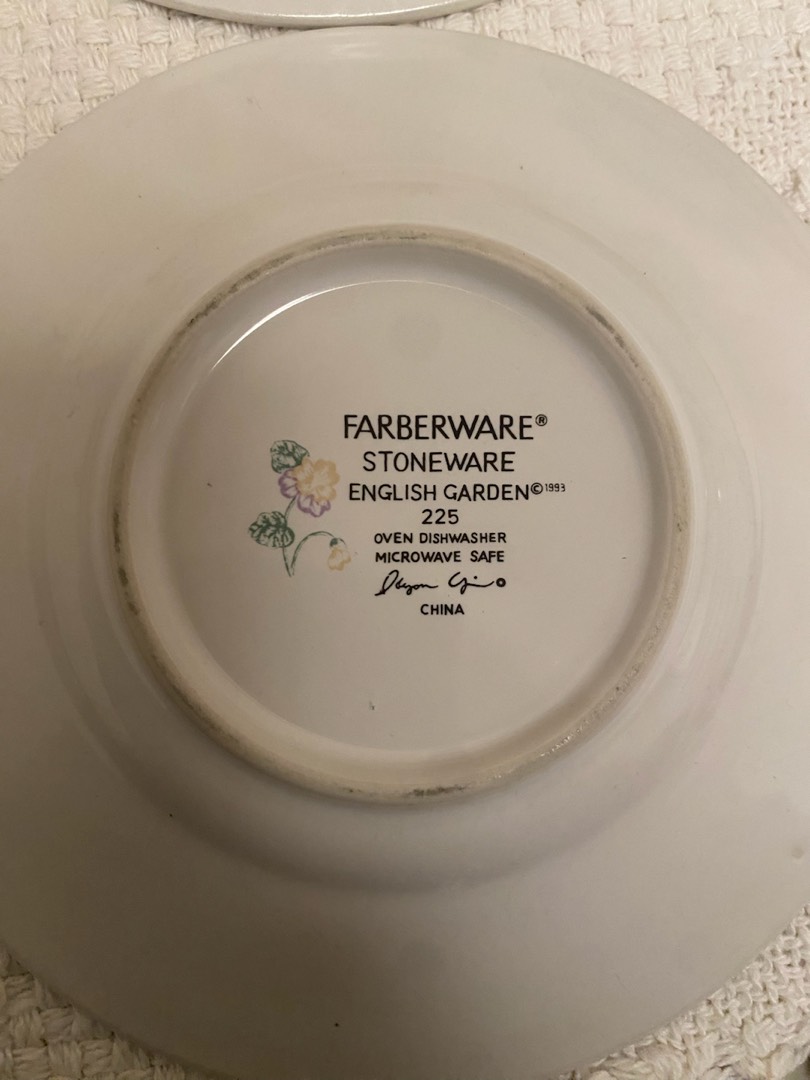 FARBERWARE®
STONEWARE
ENGLISH GARDEN©1993
225
OVEN DISHWASHER
MICROWAVE SAFE
CHINA